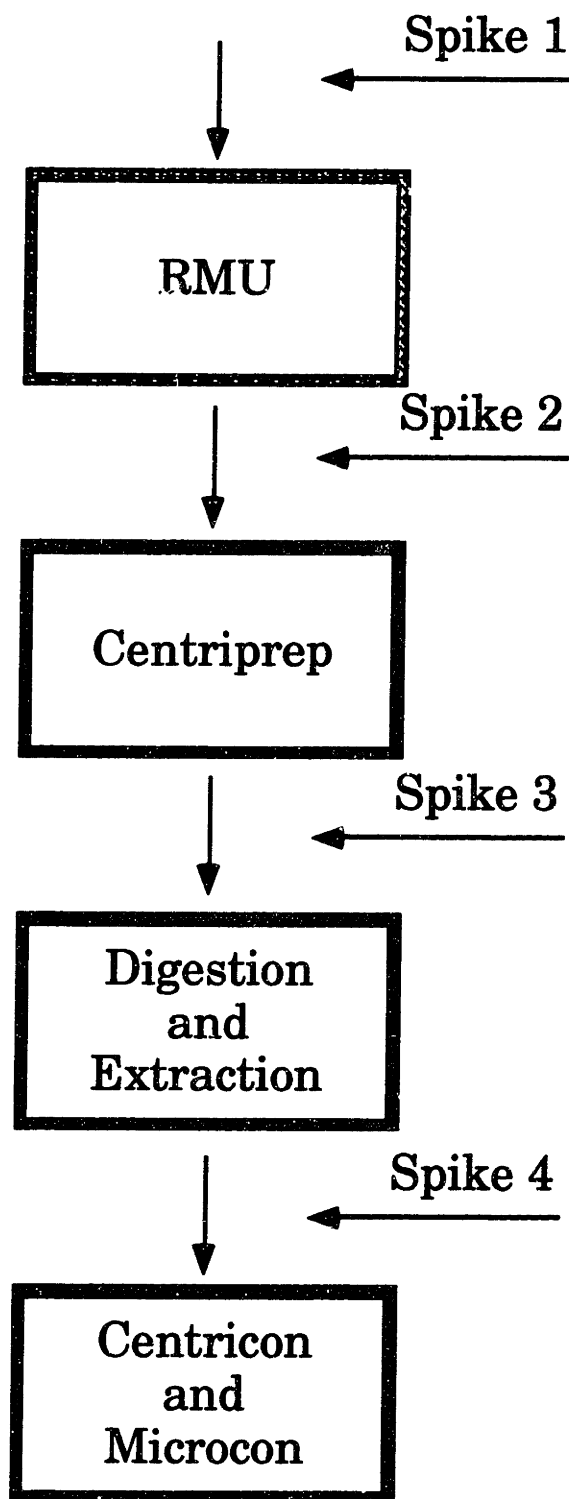 Spike 1
RMU
Spike 2
Centriprep
Spike 3
Digestion
and
Extraction
Spike 4
Centricon
and
Microcon